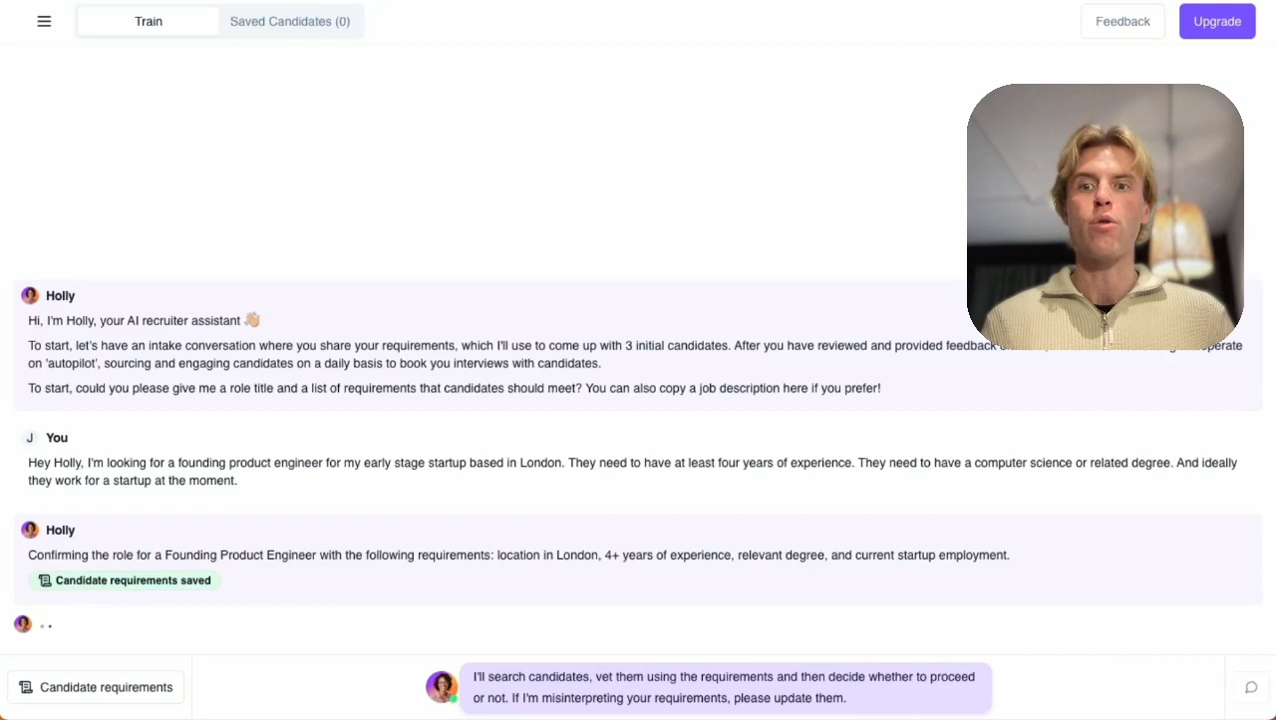 Train
Saved Candidates (0)
Feedback
Upgrade
Holly
Hi, I'm Holly, your AI recruiter assistant 👋🏼
To start, let's have an intake conversation where you share your requirements, which I'll use to come up with 3 initial candidates. After you have reviewed and provided feedback
on 'autopilot', sourcing and engaging candidates on a daily basis to book you interviews with candidates.
To start, could you please give me a role title and a list of requirements that candidates should meet? You can also copy a job description here if you prefer!
J You
Hey Holly, I'm looking for a founding product engineer for my early stage startup based in London. They need to have at least four years of experience. They need to have a computer science or related degree. And ideally
they work for a startup at the moment.
Holly
Confirming the role for a Founding Product Engineer with the following requirements: location in London, 4+ years of experience, relevant degree, and current startup employment.
Candidate requirements saved
Candidate requirements
I'll search candidates, vet them using the requirements and then decide whether to proceed
or not. If I'm misinterpreting your requirements, please update them.